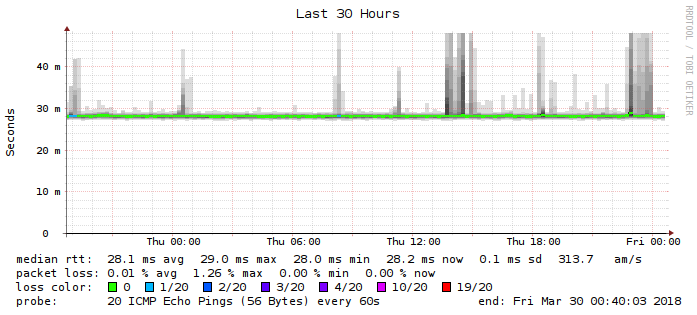 Last 30 Hours
RRDTOOL / TOBI OETIKER
Seconds
40 m
30 m
20 m
10 m
0
Thu 00:00 Thu 06:00 Thu 12:00 Thu 18:00 Fri 00:00
median rtt: 28.1 ms avg 29.0 ms max 28.0 ms min 28.2 ms now 0.1 ms sd 313.7 am/s
packet loss: 0.01 % avg 1.26 % max 0.00 % min 0.00 % now
loss color: 0 1/20 2/20 3/20 4/20 10/20 19/20
probe: 20 ICMP Echo Pings (56 Bytes) every 60s end: Fri Mar 30 00:40:03 2018